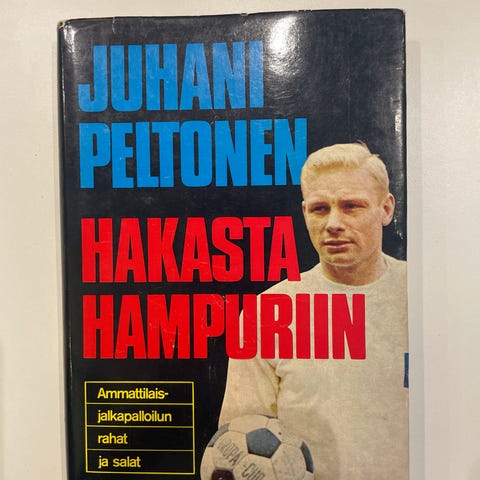 JUHANI
PELTONEN
HAKASTA
HAMPURIIN
Ammattilais-
jalkapalloilun
rahat
ja salat